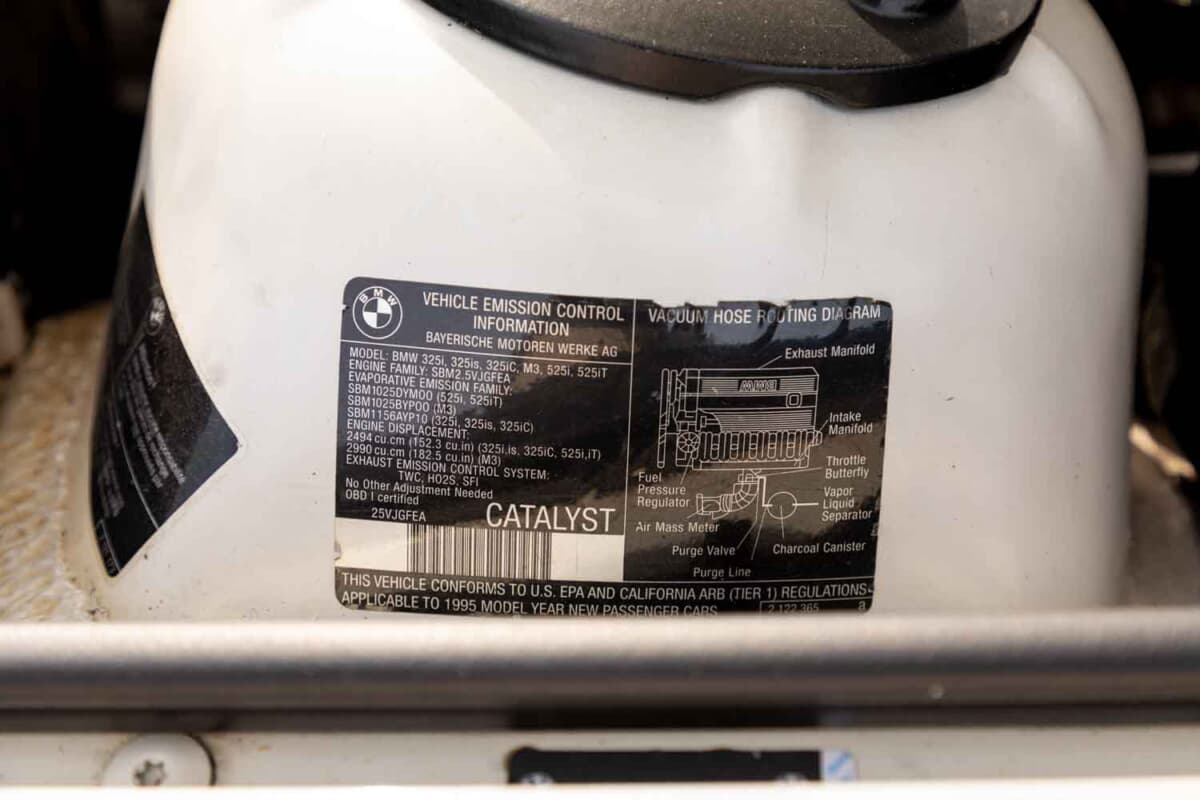 BMW
VEHICLE EMISSION CONTROL
INFORMATION
BAYERISCHE MOTOREN WERKE AG
MODEL: BMW 325i, 325is, 325iC, M3, 525i, 525iT
ENGINE FAMILY: SBM2.5VJGFEA
EVAPORATIVE EMISSION FAMILY:
SBM1025DYMOO (525i, 525iT)
SBM1025BYPOO (M3)
SBM1156AYP10 (325i, 325is, 325iC)
ENGINE DISPLACEMENT:
2494 cu.cm (152.3 cu.in) (325i,is, 325iC, 525i,iT)
2990 cu.cm (182.5 cu.in) (M3)
EXHAUST EMISSION CONTROL SYSTEM:
TWC, HO2S, SFI
No Other Adjustment Needed
OBD I certified
25VJGFEA
CATALYST
VACUUM HOSE ROUTING DIAGRAM
Exhaust Manifold
BMW
Intake
Manifold
Throttle
Butterfly
Fuel
Pressure
Regulator
Vapor
Liquid
Separator
Air Mass Meter
Purge Valve
Charcoal Canister
Purge Line
THIS VEHICLE CONFORMS TO U.S. EPA AND CALIFORNIA ARB (TIER 1) REGULATIONS
APPLICABLE TO 1995 MODEL YEAR NEW PASSENGER CARS
2 122 365 a